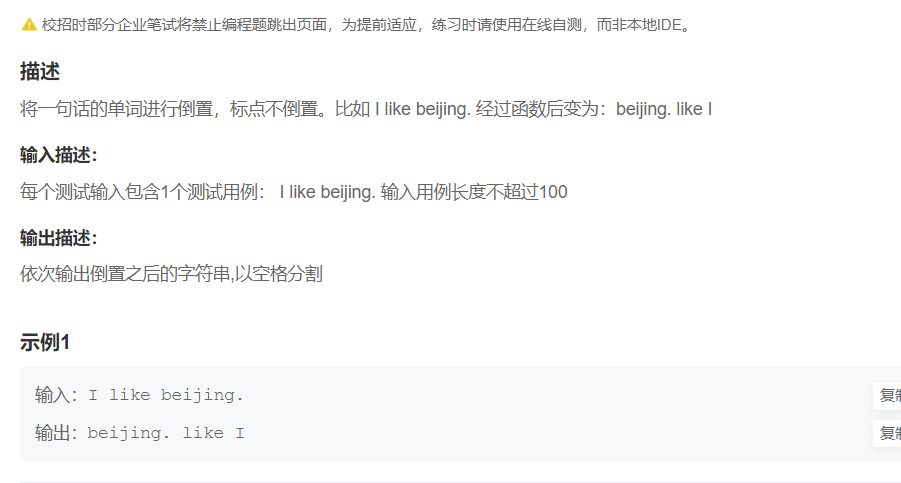 校招时部分企业笔试将禁止编程题跳出页面，为提前适应，练习时请使用在线自测，而非本地IDE。
描述
将一句话的单词进行倒置，标点不倒置。比如 I like beijing. 经过函数后变为：beijing. like I
输入描述：
每个测试输入包含1个测试用例： I like beijing. 输入用例长度不超过100
输出描述：
依次输出倒置之后的字符串,以空格分割
示例1
输入：I like beijing.
复制
输出：beijing. like I
复制